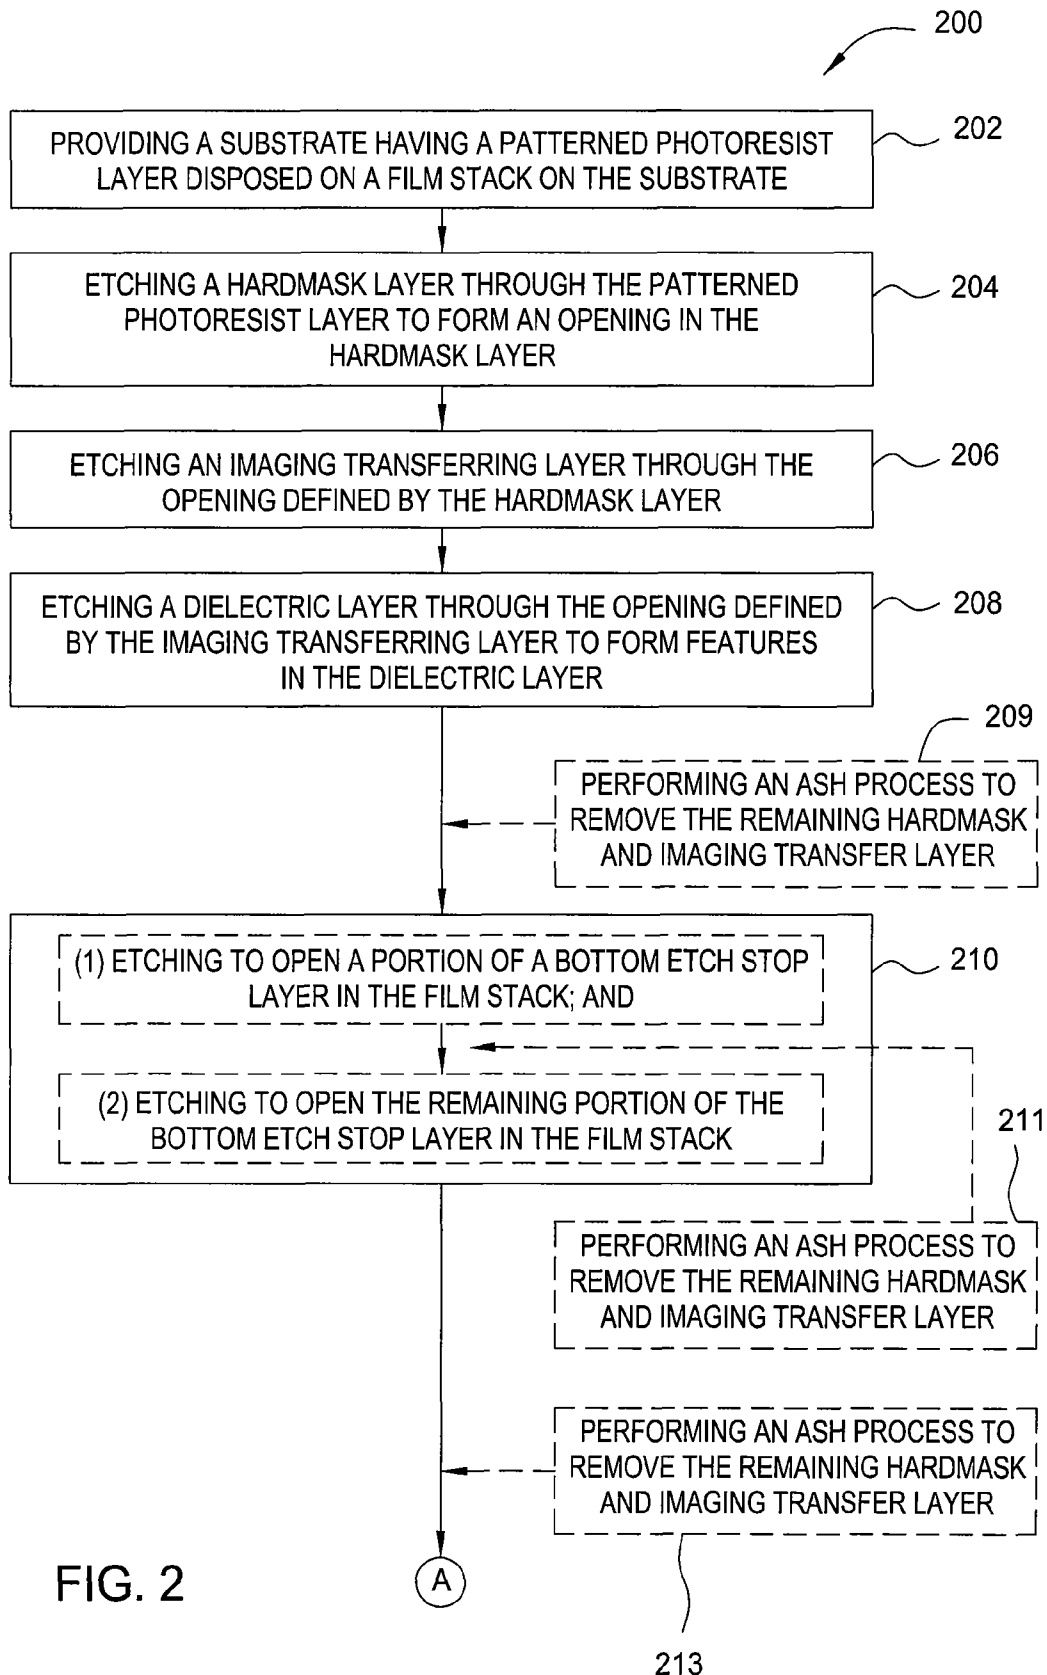 200
PROVIDING A SUBSTRATE HAVING A PATTERNED PHOTORESIST
LAYER DISPOSED ON A FILM STACK ON THE SUBSTRATE
202
ETCHING A HARDMASK LAYER THROUGH THE PATTERNED
PHOTORESIST LAYER TO FORM AN OPENING IN THE
HARDMASK LAYER
204
ETCHING AN IMAGING TRANSFERRING LAYER THROUGH THE
OPENING DEFINED BY THE HARDMASK LAYER
206
ETCHING A DIELECTRIC LAYER THROUGH THE OPENING DEFINED
BY THE IMAGING TRANSFERRING LAYER TO FORM FEATURES
IN THE DIELECTRIC LAYER
208
209
PERFORMING AN ASH PROCESS TO
REMOVE THE REMAINING HARDMASK
AND IMAGING TRANSFER LAYER
(1) ETCHING TO OPEN A PORTION OF A BOTTOM ETCH STOP
LAYER IN THE FILM STACK; AND
210
(2) ETCHING TO OPEN THE REMAINING PORTION OF THE
BOTTOM ETCH STOP LAYER IN THE FILM STACK
211
PERFORMING AN ASH PROCESS TO
REMOVE THE REMAINING HARDMASK
AND IMAGING TRANSFER LAYER
PERFORMING AN ASH PROCESS TO
REMOVE THE REMAINING HARDMASK
AND IMAGING TRANSFER LAYER
213
A
FIG. 2